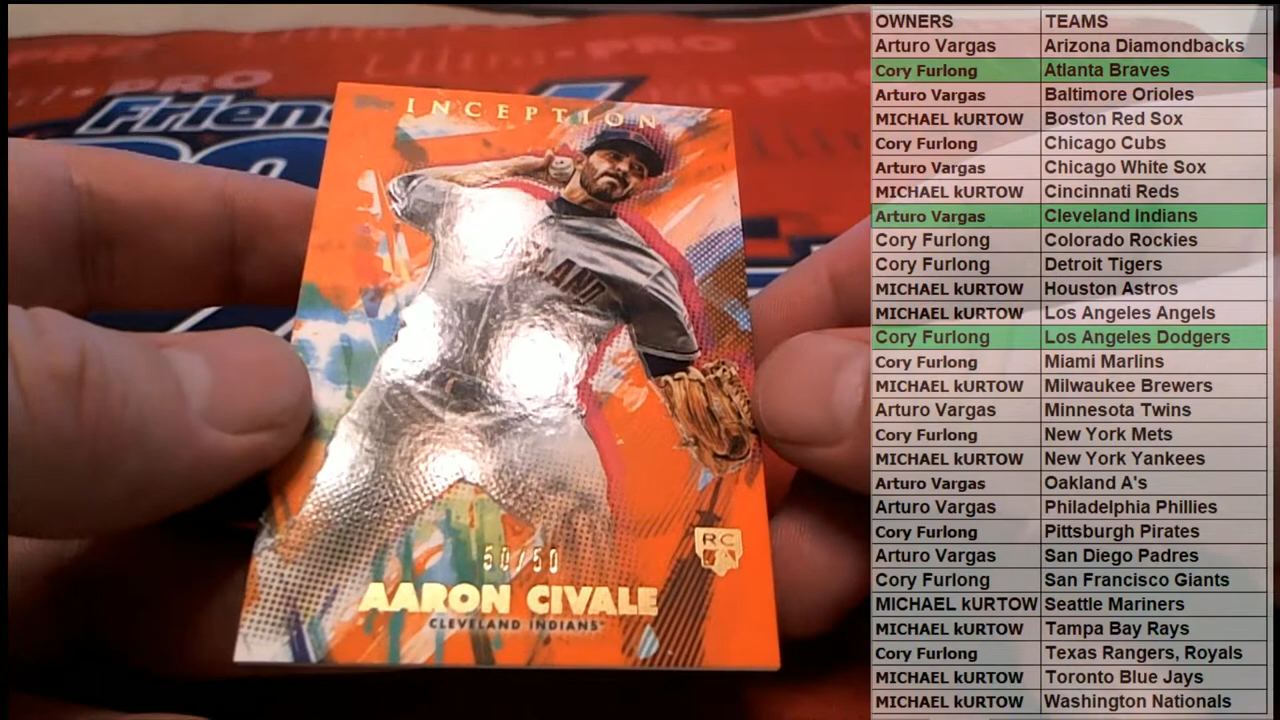 PRO
Friend
INCEPTION
LAND
50/50
RC
AARON CIVALE
CLEVELAND INDIANS
OWNERS TEAMS
Arturo Vargas Arizona Diamondbacks
Cory Furlong Atlanta Braves
Arturo Vargas Baltimore Orioles
MICHAEL kURTOW Boston Red Sox
Cory Furlong Chicago Cubs
Arturo Vargas Chicago White Sox
MICHAEL kURTOW Cincinnati Reds
Arturo Vargas Cleveland Indians
Cory Furlong Colorado Rockies
Cory Furlong Detroit Tigers
MICHAEL kURTOW Houston Astros
MICHAEL kURTOW Los Angeles Angels
Cory Furlong Los Angeles Dodgers
Cory Furlong Miami Marlins
MICHAEL kURTOW Milwaukee Brewers
Arturo Vargas Minnesota Twins
Cory Furlong New York Mets
MICHAEL kURTOW New York Yankees
Arturo Vargas Oakland A's
Arturo Vargas Philadelphia Phillies
Cory Furlong Pittsburgh Pirates
Arturo Vargas San Diego Padres
Cory Furlong San Francisco Giants
MICHAEL kURTOW Seattle Mariners
MICHAEL kURTOW Tampa Bay Rays
Cory Furlong Texas Rangers, Royals
MICHAEL kURTOW Toronto Blue Jays
MICHAEL kURTOW Washington Nationals